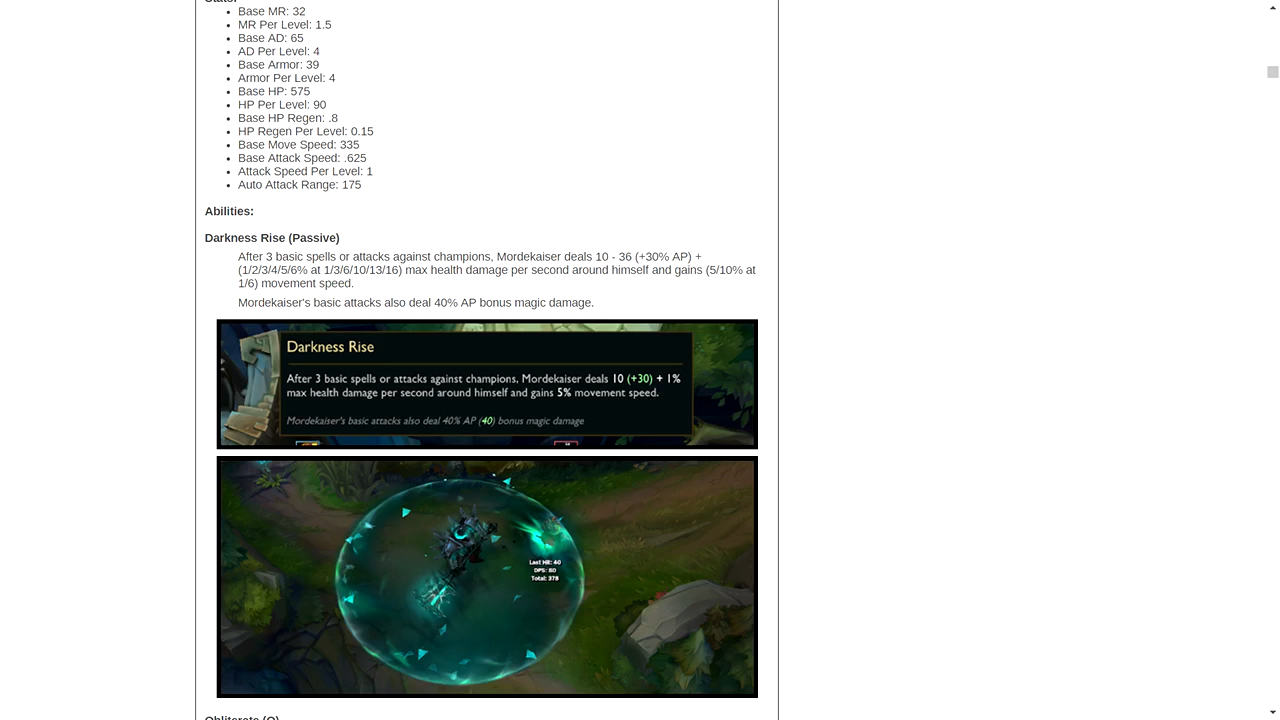 Stats:
Base MR: 32
MR Per Level: 1.5
Base AD: 65
AD Per Level: 4
Base Armor: 39
Armor Per Level: 4
Base HP: 575
HP Per Level: 90
Base HP Regen: .8
HP Regen Per Level: 0.15
Base Move Speed: 335
Base Attack Speed: .625
Attack Speed Per Level: 1
Auto Attack Range: 175
Abilities:
Darkness Rise (Passive)
After 3 basic spells or attacks against champions, Mordekaiser deals 10 - 36 (+30% AP) +
(1/2/3/4/5/6% at 1/3/6/10/13/16) max health damage per second around himself and gains (5/10% at
1/6) movement speed.
Mordekaiser's basic attacks also deal 40% AP bonus magic damage.
Darkness Rise
After 3 basic spells or attacks against champions, Mordekaiser deals 10 (+30) + 1%
max health damage per second around himself and gains 5% movement speed.
Mordekaiser's basic attacks also deal 40% AP (40) bonus magic damage
Last Hit: 40
DPS: 80
Total: 378
Obliterate (Q)